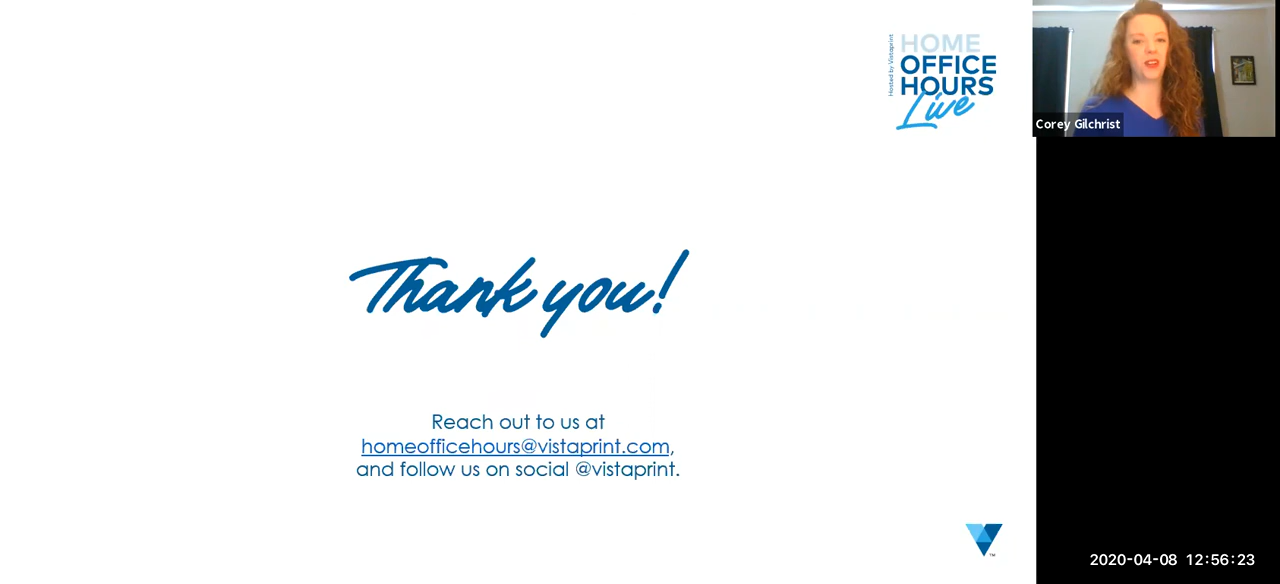 Hosted by Vistaprint
HOME
OFFICE
HOURS
Live
Corey Gilchrist
Thank you!
Reach out to us at
homeofficehours@vistaprint.com,
and follow us on social @vistaprint.
TM
2020-04-08 12:56:23